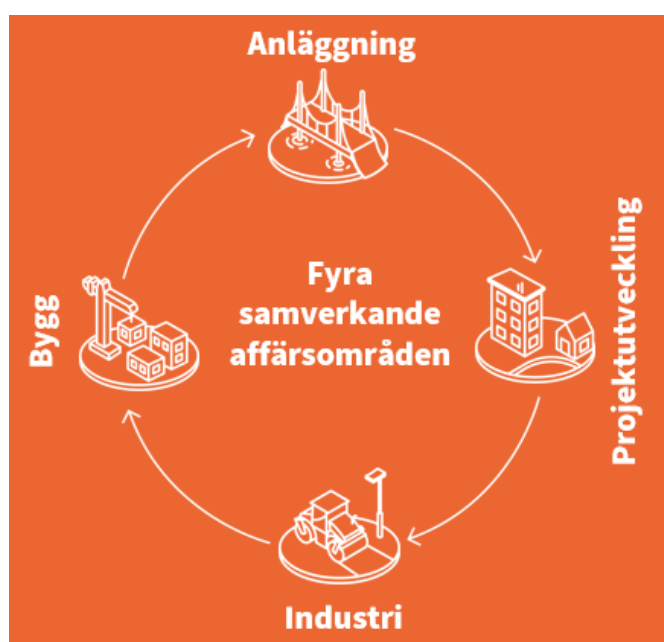 Anläggning
Fyra
samverkande
affärsområden
Bygg
Projektutveckling
Industri